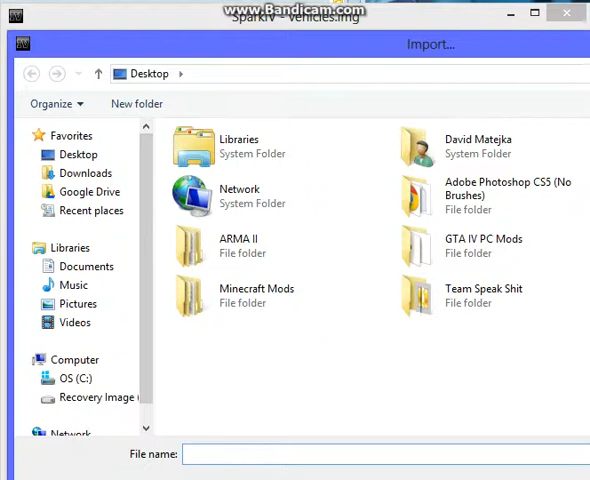 www.Bandicam.com
SparkIV - vehicles.img
Import...
Desktop
Organize
New folder
Favorites
Desktop
Downloads
Google Drive
Recent places
Libraries
Documents
Music
Pictures
Videos
Computer
OS (C:)
Recovery Image (
Network
Libraries
System Folder
David Matejka
System Folder
Network
System Folder
Adobe Photoshop CS5 (No
Brushes)
File folder
ARMA II
File folder
GTA IV PC Mods
File folder
Minecraft Mods
File folder
Team Speak Shit
File folder
File name: